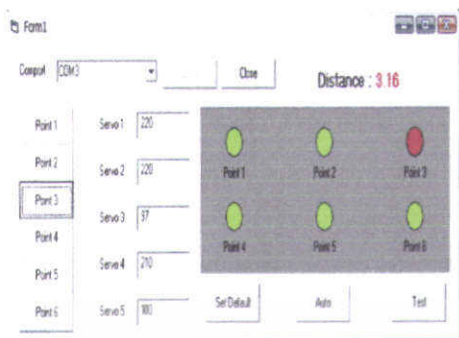 Form1
Comport COM3 Close Distance : 3.16
Point 1 Servo 1 220
Point 2 Servo 2 220
Point 3 Servo 3 97
Point 4 Servo 4 210
Point 5 Servo 5 180
Point 6
Point 1 Point 2 Point 3
Point 4 Point 5 Point 6
Set Default Auto Test